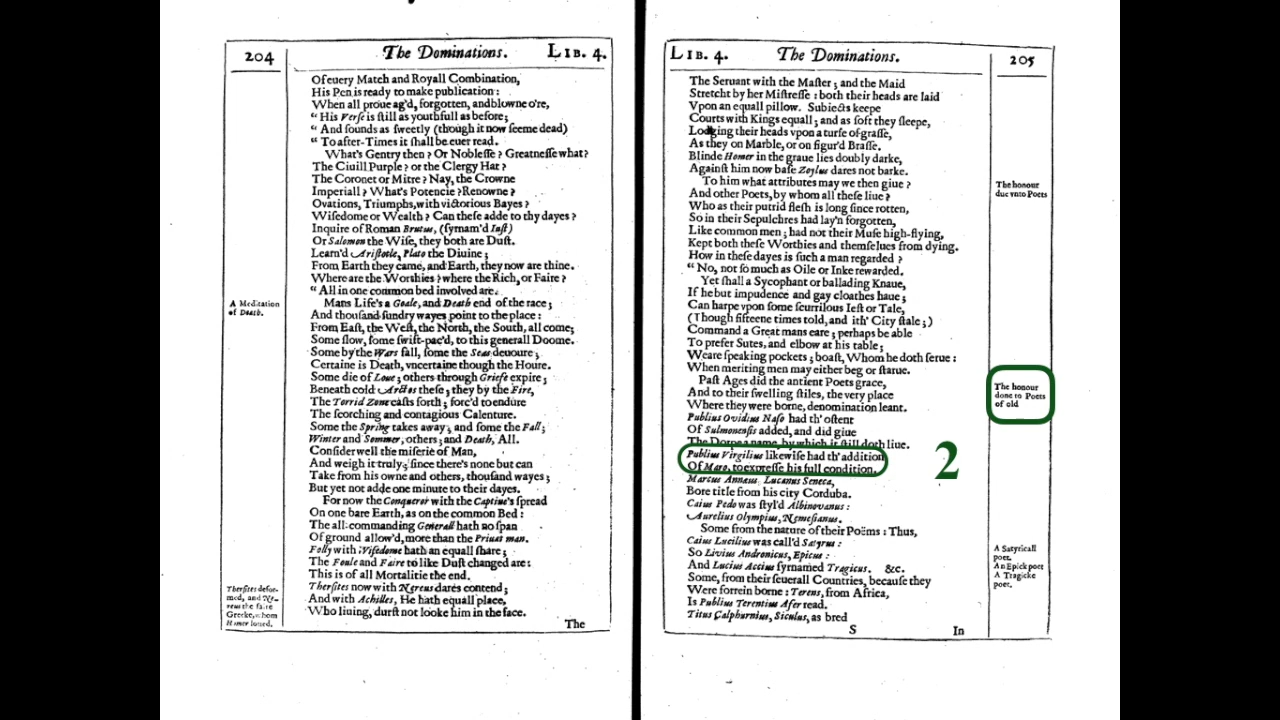 204
The Dominations.
LIB. 4.
Of euery Match and Royall Combination,
His Pen is ready to make publication:
When all proue ag'd, forgotten, and blowne o're,
“ His Verſe is ſtill as youthfull as before;
“ And ſounds as ſweetly (though it now ſeeme dead)
“ To after-Times it ſhall be euer read.
What's Gentry then? Or Nobleſſe? Greatneſſe what?
The Ciuill Purple? or the Clergy Hat?
The Coronet or Mitre? Nay, the Crowne
Imperiall? What's Potencie? Renowne?
Ovations, Triumphs, with victorious Bayes?
Wiſedome or Wealth? Can theſe adde to thy dayes?
Inquire of Roman Brutus, (ſyrnam'd Iuſt)
Or Salomon the Wiſe, they both are Duſt.
Learn'd Ariſtotle, Plato the Diuine;
From Earth they came, and Earth, they now are thine.
Where are the Worthies? where the Rich, or Faire?
“ All in one common bed involved are.
A Meditation
of Death.
Mans Life's a Goale, and Death end of the race;
And thouſand ſundry wayes point to the place:
From Eaſt, the Weſt, the North, the South, all come;
Some ſlow, ſome ſwift-pac'd, to this generall Doome.
Some by the Wars fall, ſome the Seas deuoure;
Certaine is Death, vncertaine though the Houre.
Some die of Loue; others through Griefe expire;
Beneath cold Arctos theſe; they by the Fire,
The Torrid Zone caſts forth; forc'd to endure
The ſcorching and contagious Calenture.
Some the Spring takes away; and ſome the Fall;
Winter and Sommer, others; and Death, All.
Conſider well the miſerie of Man,
And weigh it truly; ſince there's none but can
Take from his owne and others, thouſand wayes;
But yet not adde one minute to their dayes.
For now the Conqueror with the Captiue's ſpread
On one bare Earth, as on the common Bed:
The all-commanding Generall hath no ſpan
Of ground allow'd, more than the Priuat man.
Folly with Wiſedome hath an equall ſhare;
The Foule and Faire to like Duſt changed are:
This is of all Mortalitie the end.
Therſites defor-
med, and Ne-
reus the faire
Greeke, whom
Homer loued.
Therſites now with Nereus dares contend;
And with Achilles, He hath equall place,
Who liuing, durſt not looke him in the face.
The
LIB. 4.
The Dominations.
205
The Seruant with the Maſter; and the Maid
Stretcht by her Miſtreſſe: both their heads are laid
Vpon an equall pillow. Subiects keepe
Courts with Kings equall; and as ſoft they ſleepe,
Lodging their heads vpon a turfe of graſſe,
As they on Marble, or on figur'd Braſſe.
Blinde Homer in the graue lies doubly darke,
Againſt him now baſe Zoylus dares not barke.
The honour
due vnto Poets
To him what attributes may we then giue?
And other Poets, by whom all theſe liue?
Who as their putrid fleſh is long ſince rotten,
So in their Sepulchres had lay'n forgotten,
Like common men; had not their Muſe high-flying,
Kept both theſe Worthies and themſelues from dying.
How in theſe dayes is ſuch a man regarded?
“ No, not ſo much as Oile or Inke rewarded.
Yet ſhall a Sycophant or ballading Knaue,
If he but impudence and gay cloathes haue;
Can harpe vpon ſome ſcurrilous Ieſt or Tale,
(Though fifteene times told, and ith' City ſtale;)
Command a Great mans eare; perhaps be able
To prefer Sutes, and elbow at his table;
Weare ſpeaking pockets; boaſt, Whom he doth ſerue:
When meriting men may either beg or ſtarue.
The honour
done to Poets
of old
Paſt Ages did the antient Poets grace,
And to their ſwelling ſtiles, the very place
Where they were borne, denomination leant.
Publius Ovidius Naſo had th' oſtent
Of Sulmonenſis added, and did giue
The Dorpea name, by which it ſtill doth liue.
Publius Virgilius likewiſe had th' addition
Of Maro, to expreſſe his full condition.
2
Marcus Annæus Lucanus Seneca,
Bore title from his city Corduba.
Caius Pedo was ſtyl'd Albinovanus:
Aurelius Olympius, Nemeſianus.
Some from the nature of their Poëms: Thus,
Caius Lucilius was call'd Satyrus:
So Livius Andronicus, Epicus:
And Lucius Accius ſyrnamed Tragicus. &c.
A Satyricall
poet.
An Epick poet
A Tragicke
poet.
Some, from their ſeuerall Countries, becauſe they
Were forrein borne: Terens, from Africa,
Is Publius Terentius Afer read.
Titus Calphurnius, Siculus, as bred
S
In